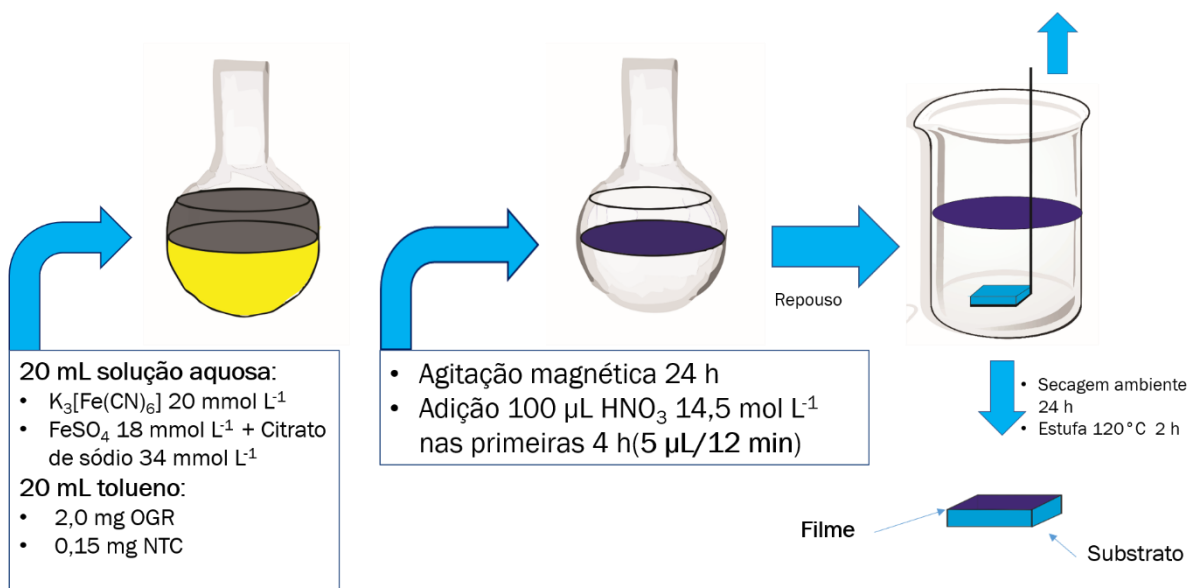 20 mL solução aquosa:
• K₃[Fe(CN)₆] 20 mmol L⁻¹
• FeSO₄ 18 mmol L⁻¹ + Citrato
de sódio 34 mmol L⁻¹
20 mL tolueno:
• 2,0 mg OGR
• 0,15 mg NTC
• Agitação magnética 24 h
• Adição 100 µL HNO₃ 14,5 mol L⁻¹
nas primeiras 4 h(5 µL/12 min)
Repouso
• Secagem ambiente
24 h
• Estufa 120°C 2 h
Filme
Substrato